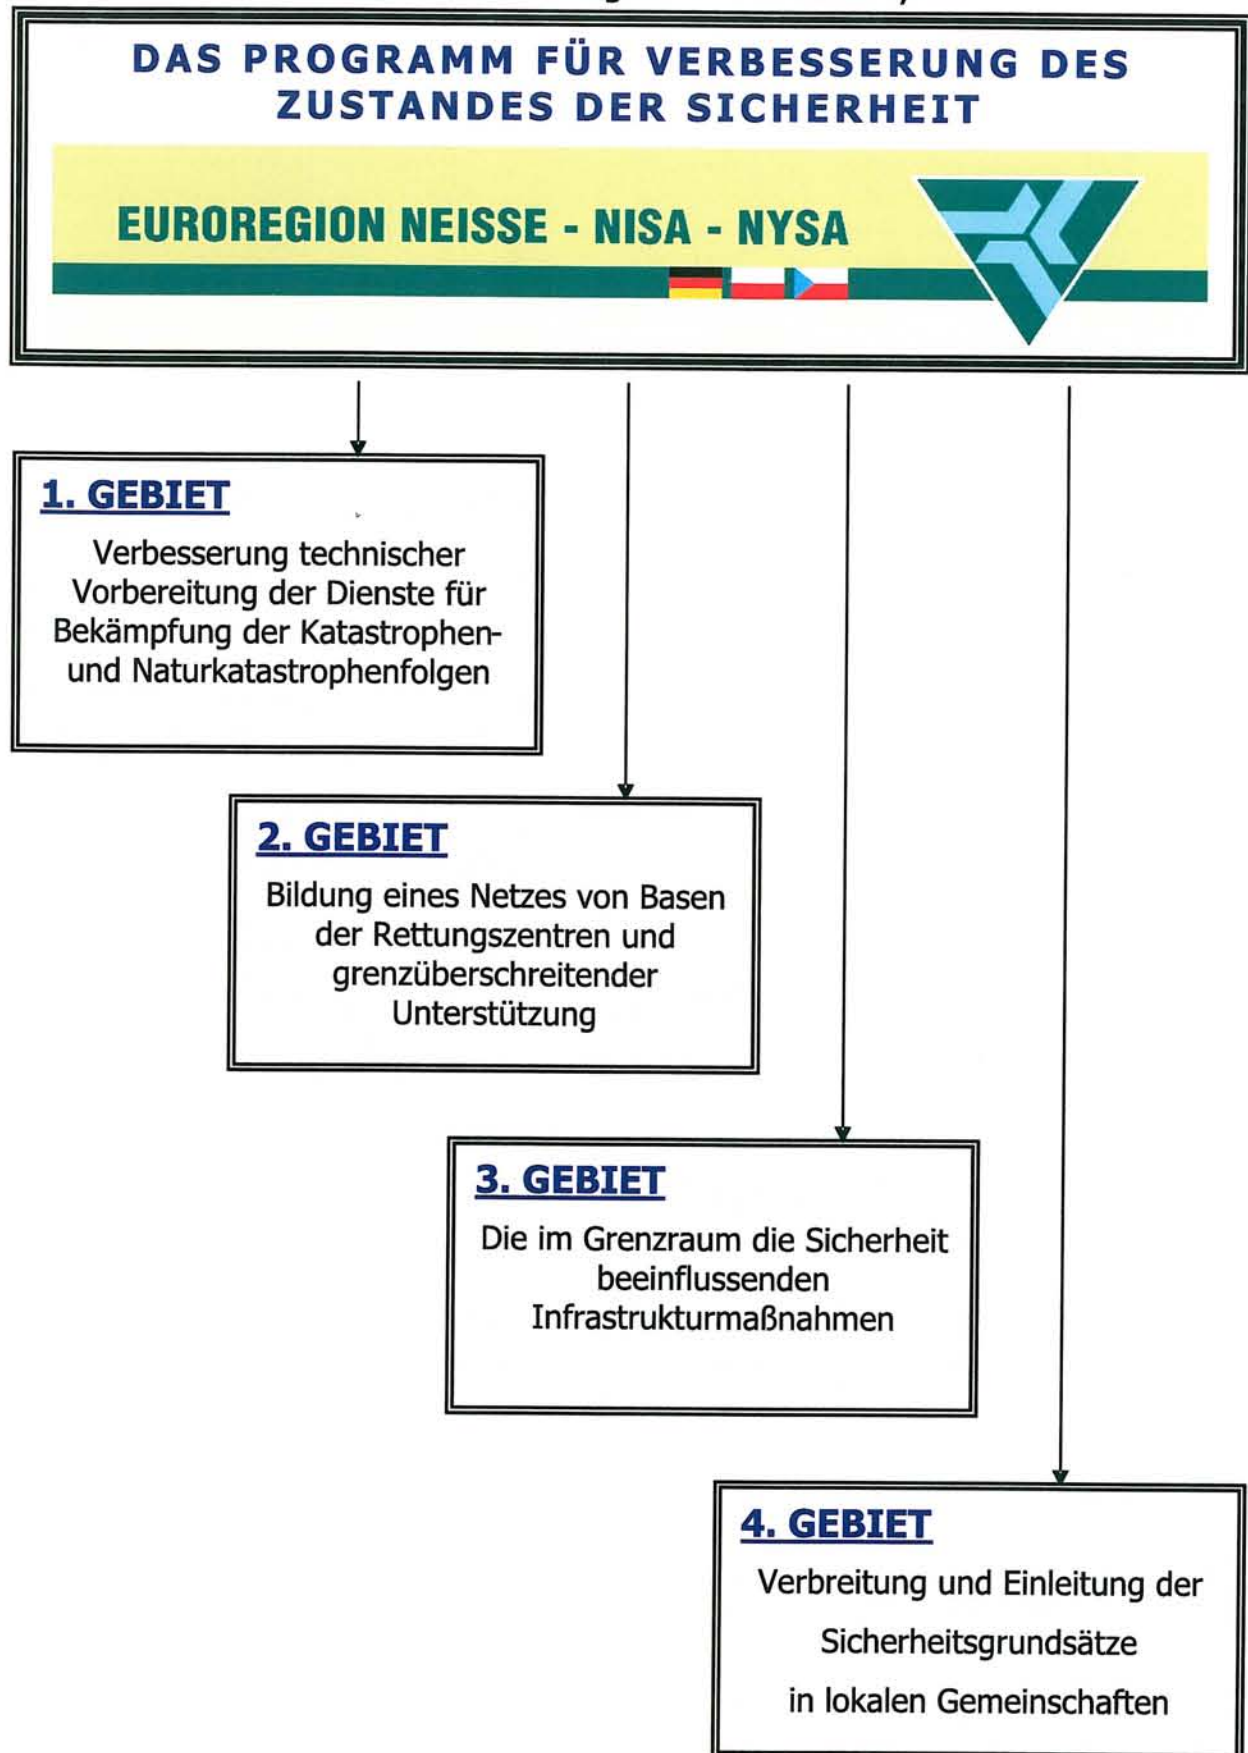 DAS PROGRAMM FÜR VERBESSERUNG DES
ZUSTANDES DER SICHERHEIT
EUROREGION NEISSE - NISA - NYSA
1. GEBIET
Verbesserung technischer
Vorbereitung der Dienste für
Bekämpfung der Katastrophen-
und Naturkatastrophenfolgen
2. GEBIET
Bildung eines Netzes von Basen
der Rettungszentren und
grenzüberschreitender
Unterstützung
3. GEBIET
Die im Grenzraum die Sicherheit
beeinflussenden
Infrastrukturmaßnahmen
4. GEBIET
Verbreitung und Einleitung der
Sicherheitsgrundsätze
in lokalen Gemeinschaften